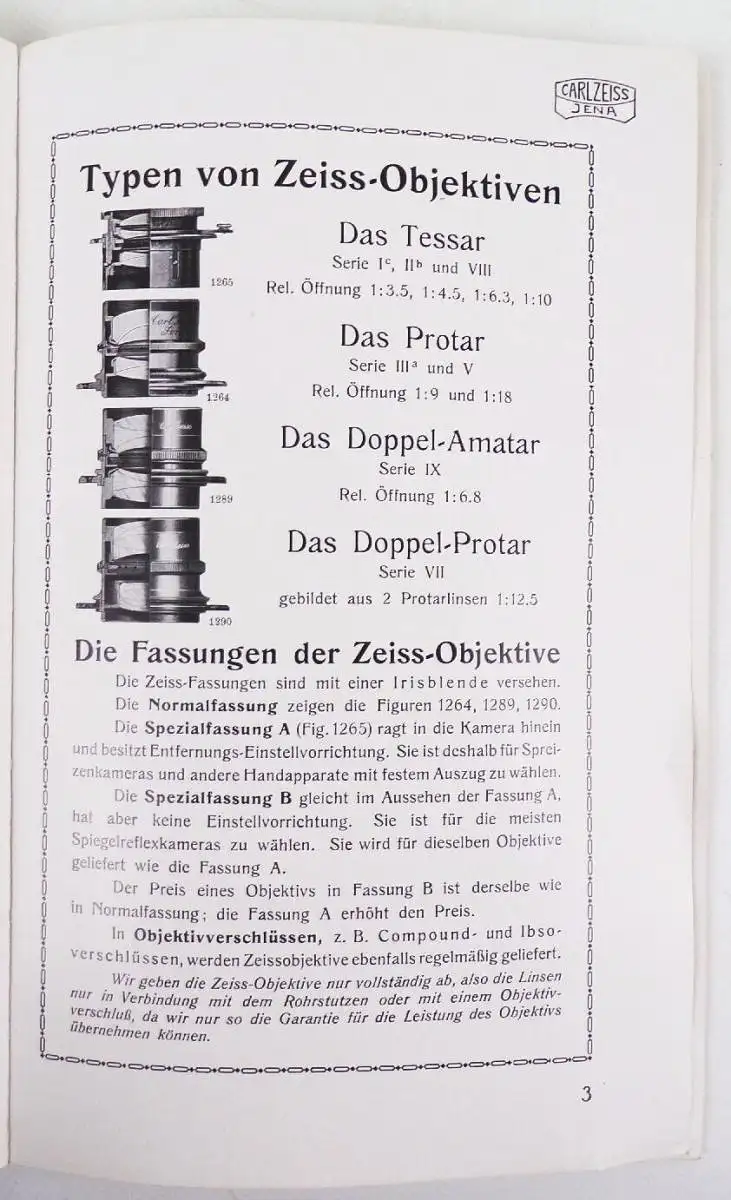 CARL ZEISS
JENA
Typen von Zeiss-Objektiven
1265
Das Tessar
Serie Iᶜ, IIᵇ und VIII
Rel. Öffnung 1:3.5, 1:4.5, 1:6.3, 1:10
1264
Das Protar
Serie IIIᵃ und V
Rel. Öffnung 1:9 und 1:18
1289
Das Doppel-Amatar
Serie IX
Rel. Öffnung 1:6.8
1290
Das Doppel-Protar
Serie VII
gebildet aus 2 Protarlinsen 1:12.5
Die Fassungen der Zeiss-Objektive
Die Zeiss-Fassungen sind mit einer Irisblende versehen.
Die Normalfassung zeigen die Figuren 1264, 1289, 1290.
Die Spezialfassung A (Fig. 1265) ragt in die Kamera hinein
und besitzt Entfernungs-Einstellvorrichtung. Sie ist deshalb für Sprei-
zenkameras und andere Handapparate mit festem Auszug zu wählen.
Die Spezialfassung B gleicht im Aussehen der Fassung A,
hat aber keine Einstellvorrichtung. Sie ist für die meisten
Spiegelreflexkameras zu wählen. Sie wird für dieselben Objektive
geliefert wie die Fassung A.
Der Preis eines Objektivs in Fassung B ist derselbe wie
in Normalfassung; die Fassung A erhöht den Preis.
In Objektivverschlüssen, z. B. Compound- und Ibso-
verschlüssen, werden Zeissobjektive ebenfalls regelmäßig geliefert.
Wir geben die Zeiss-Objektive nur vollständig ab, also die Linsen
nur in Verbindung mit dem Rohrstutzen oder mit einem Objektiv-
verschluß, da wir nur so die Garantie für die Leistung des Objektivs
übernehmen können.
3